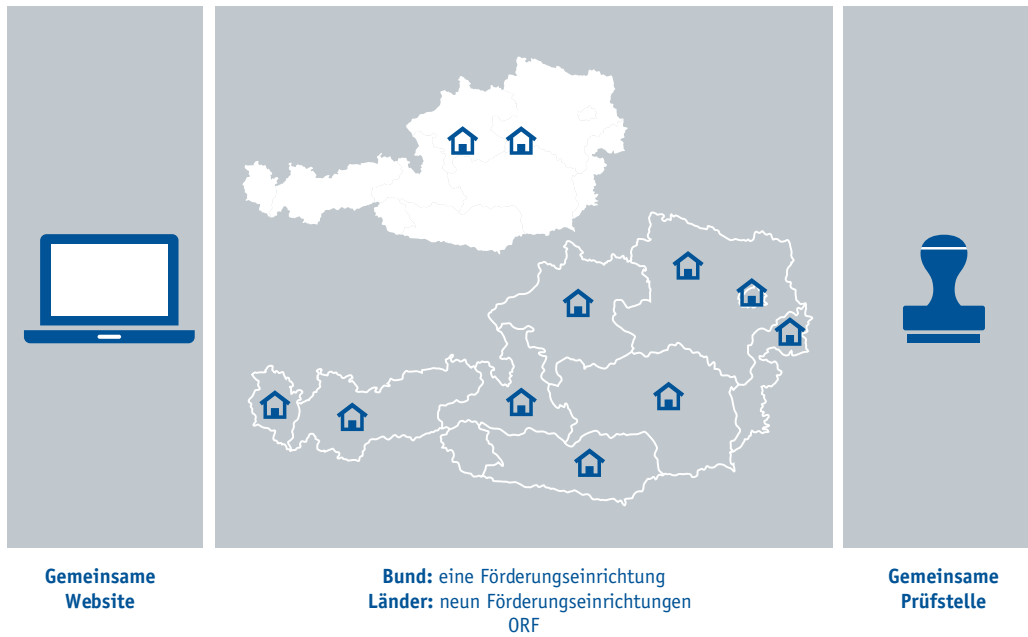 Gemeinsame
Website
Bund: eine Förderungseinrichtung
Länder: neun Förderungseinrichtungen
ORF
Gemeinsame
Prüfstelle